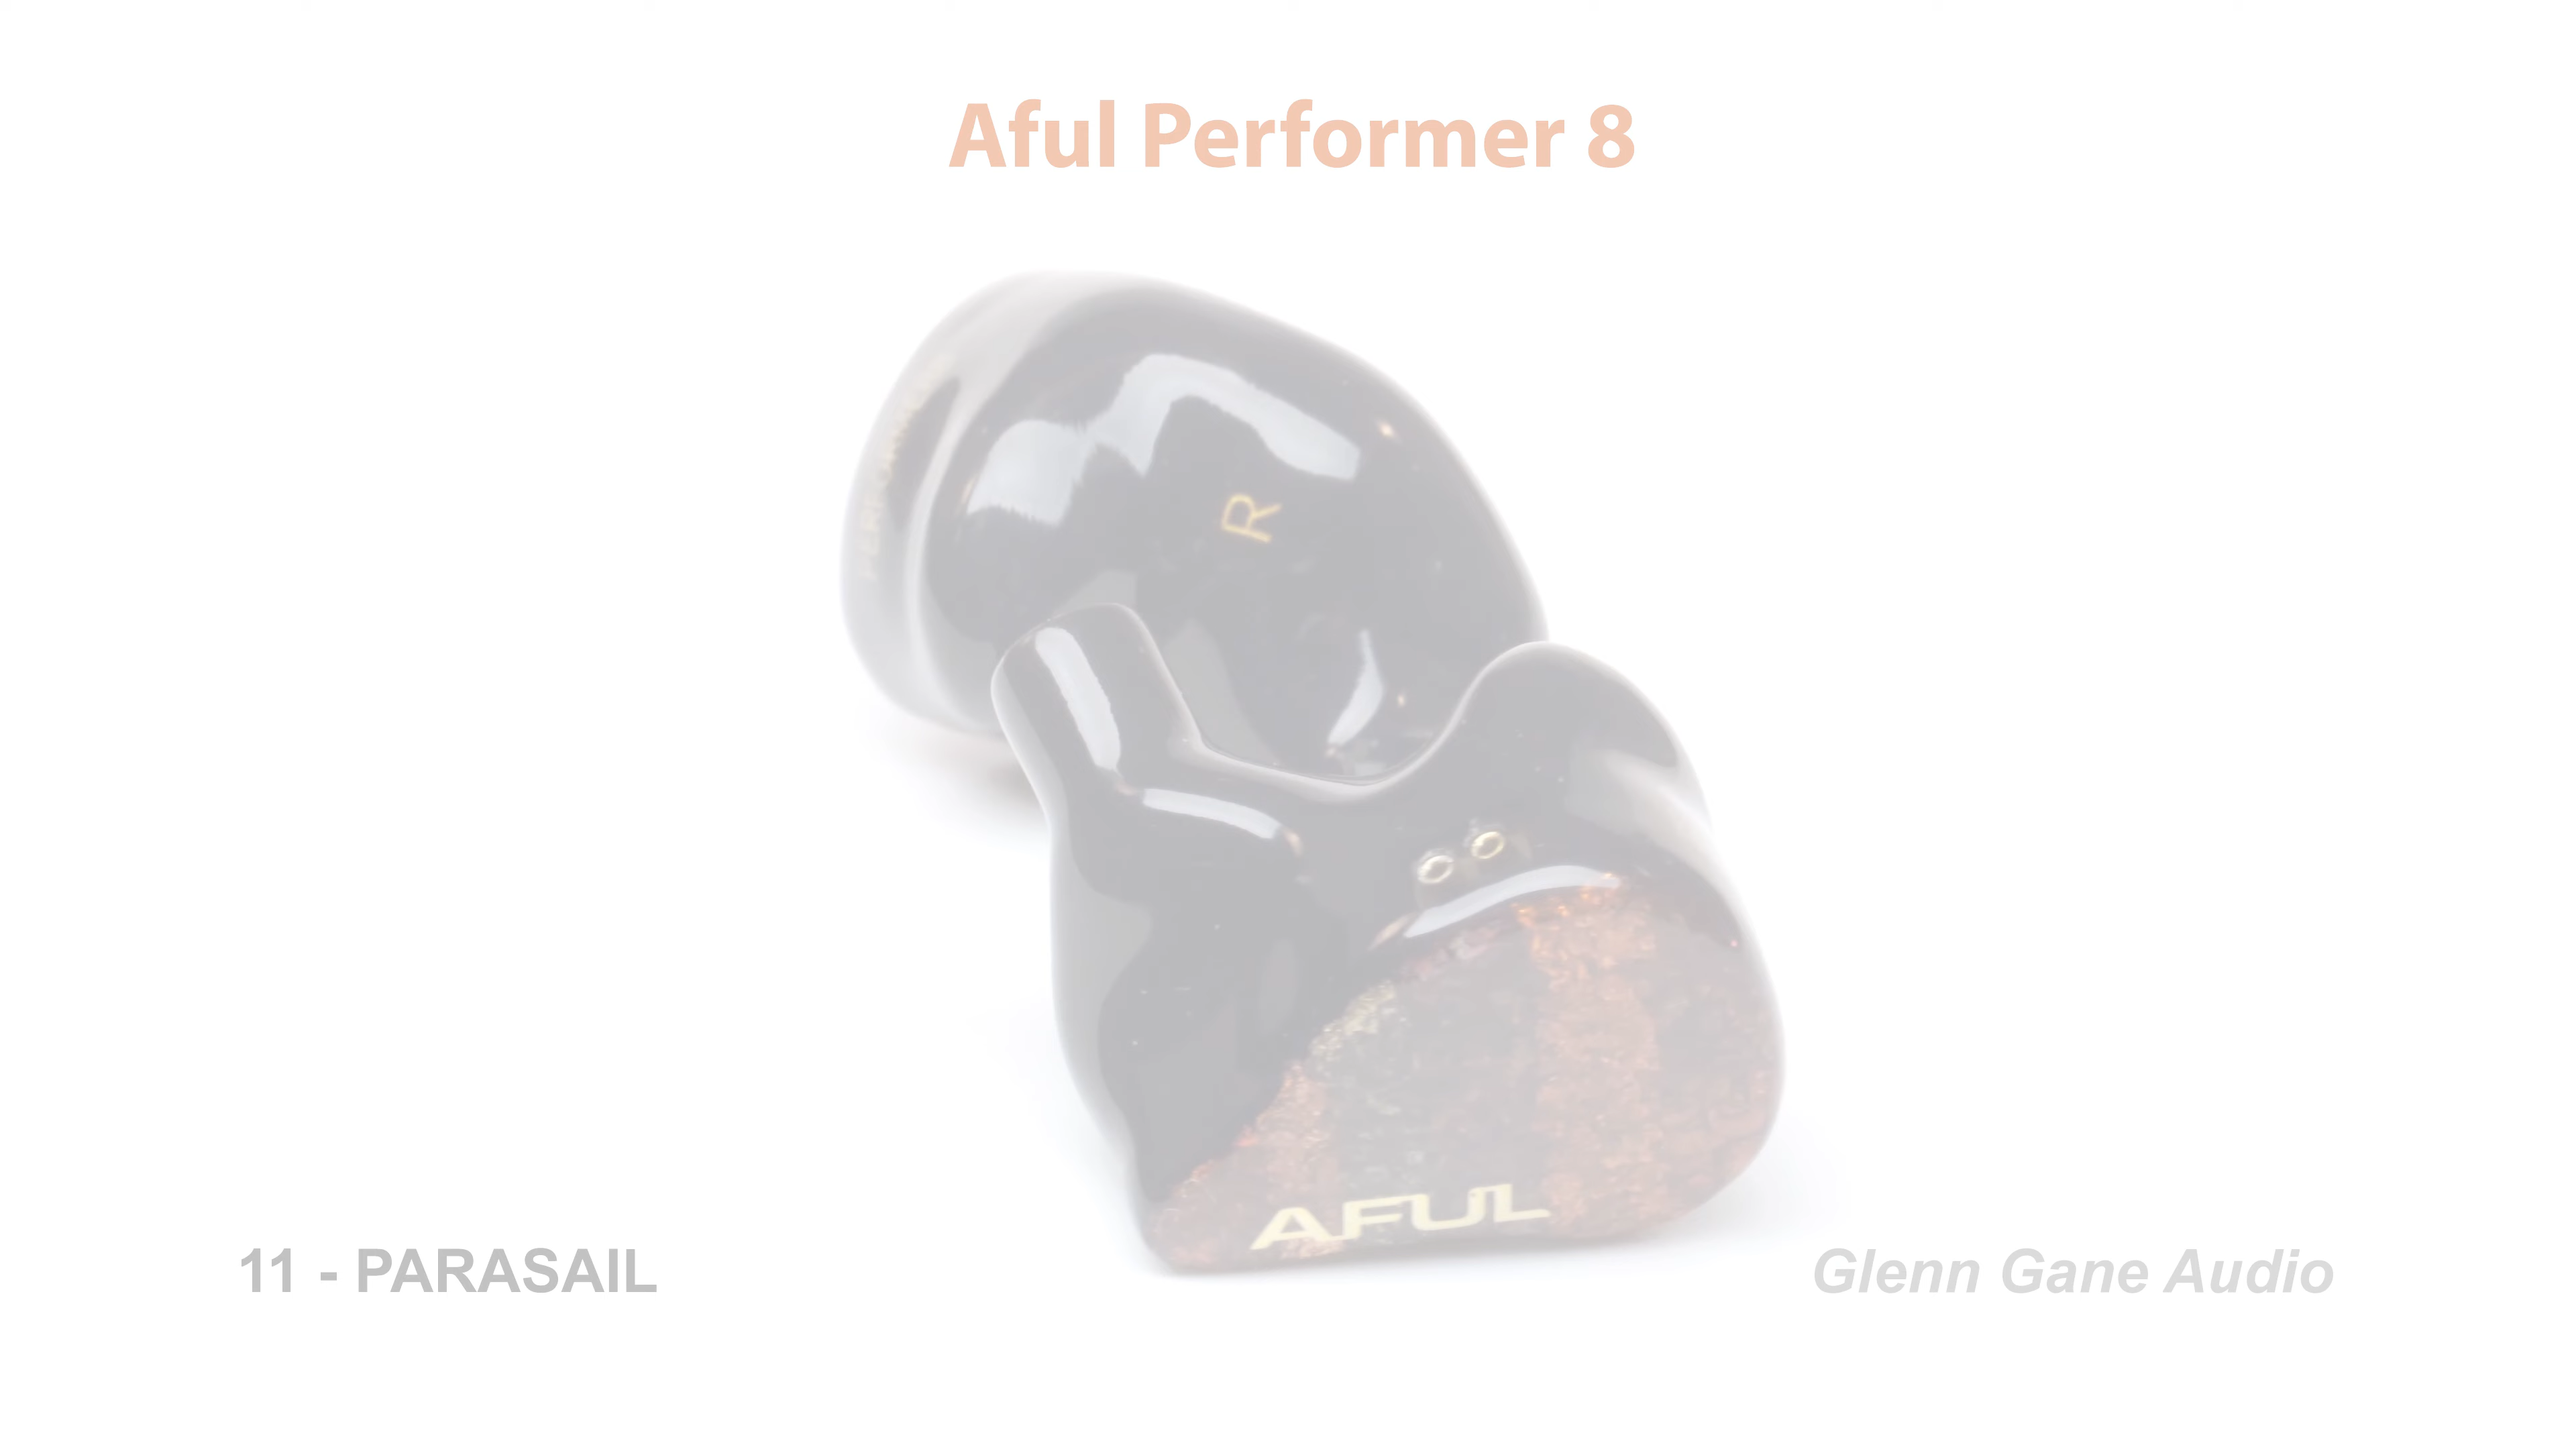 Aful Performer 8
R
AFUL
11 - PARASAIL
Glenn Gane Audio